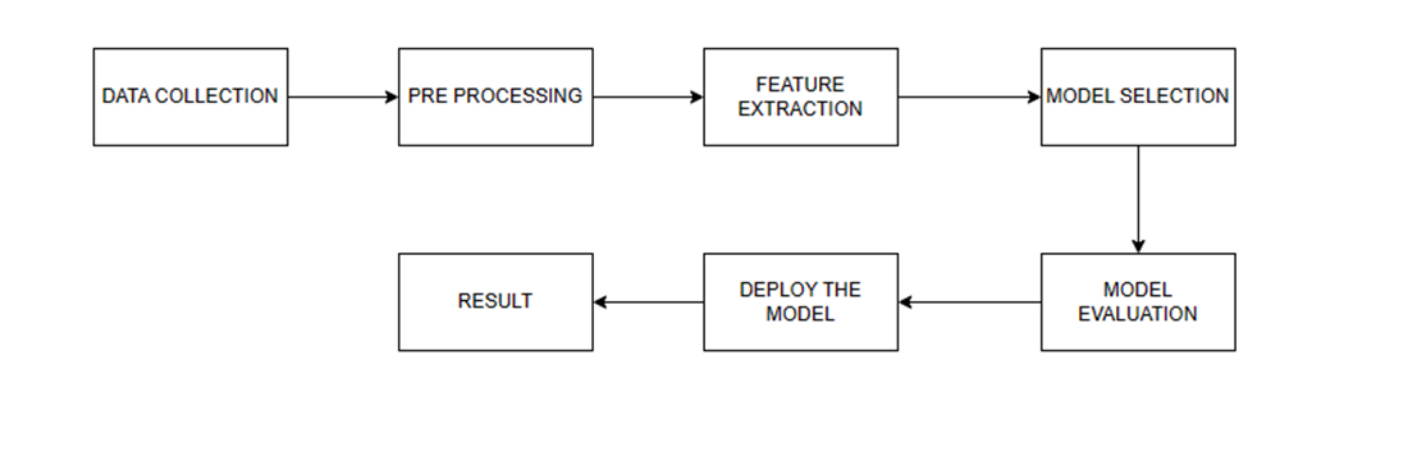 DATA COLLECTION
PRE PROCESSING
FEATURE
EXTRACTION
MODEL SELECTION
MODEL
EVALUATION
DEPLOY THE
MODEL
RESULT